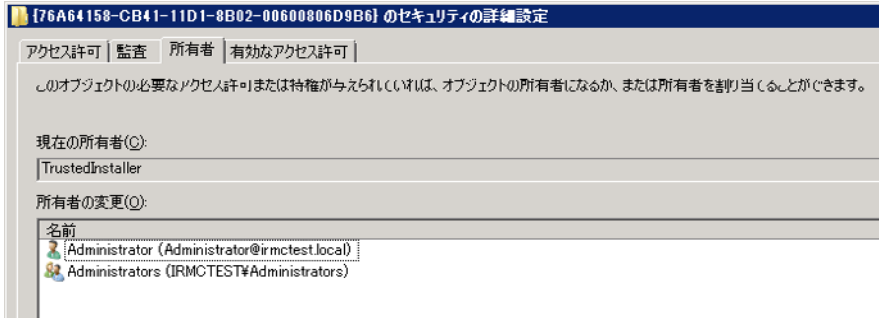 {76A64158-CB41-11D1-8B02-00600806D9B6} のセキュリティの詳細設定
アクセス許可 監査 所有者 有効なアクセス許可
このオブジェクトの必要なアクセス許可または特権が与えられていれば、オブジェクトの所有者になるか、または所有者を割り当てることができます。
現在の所有者(C):
TrustedInstaller
所有者の変更(O):
名前
Administrator (Administrator@irmctest.local)
Administrators (IRMCTEST¥Administrators)